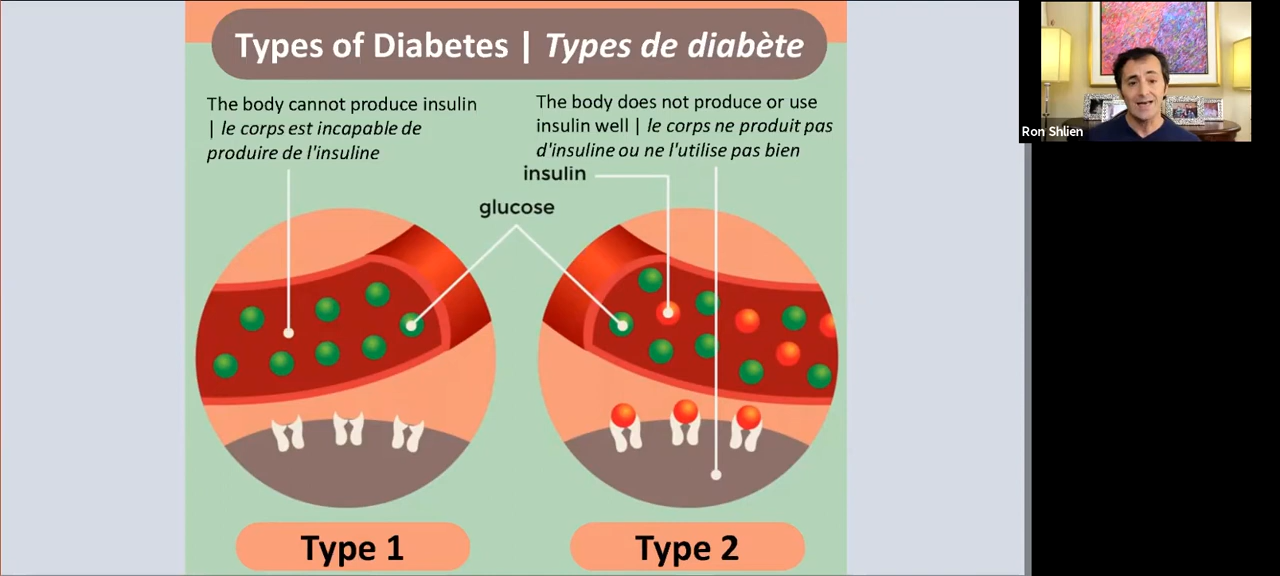 Types of Diabetes | Types de diabète
The body cannot produce insulin
| le corps est incapable de
produire de l'insuline
The body does not produce or use
insulin well | le corps ne produit pas
d'insuline ou ne l'utilise pas bien
insulin
glucose
Type 1
Type 2
Ron Shlien